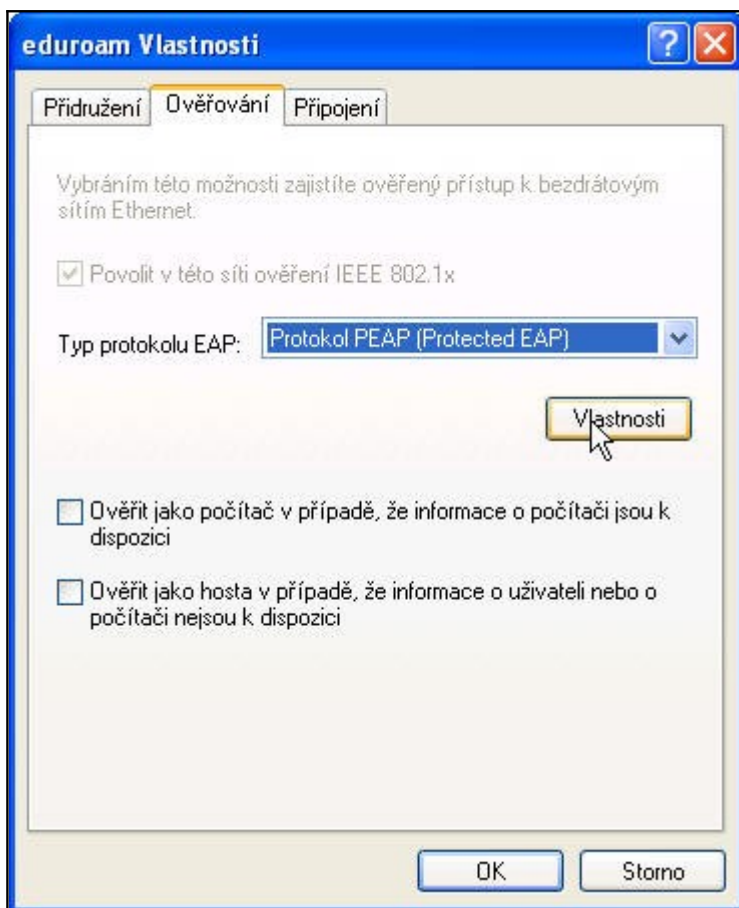 eduroam Vlastnosti
Přidružení Ověřování Připojení
Vybráním této možnosti zajistíte ověřený přístup k bezdrátovým
sítím Ethernet.
Povolit v této síti ověření IEEE 802.1x
Typ protokolu EAP: Protokol PEAP (Protected EAP)
Vlastnosti
Ověřit jako počítač v případě, že informace o počítači jsou k
dispozici
Ověřit jako hosta v případě, že informace o uživateli nebo o
počítači nejsou k dispozici
OK Storno